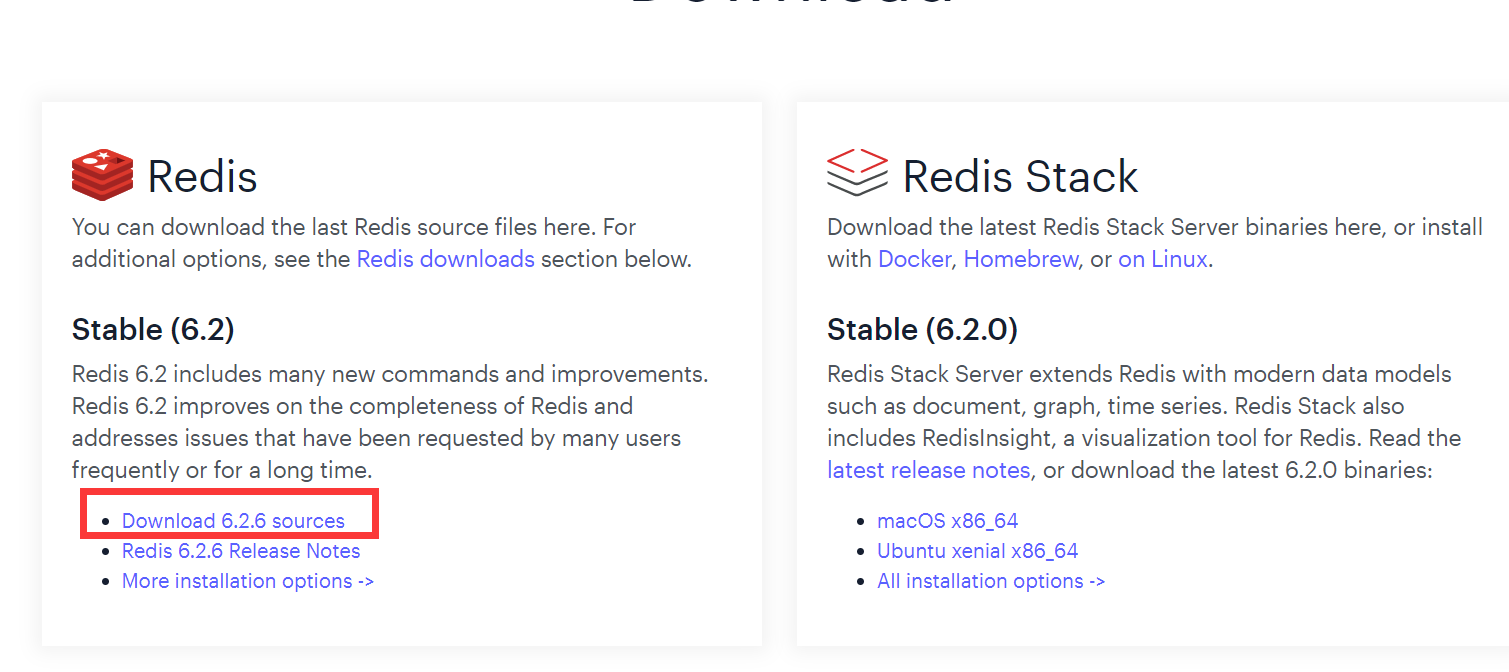 Download
Redis
You can download the last Redis source files here. For
additional options, see the Redis downloads section below.
Stable (6.2)
Redis 6.2 includes many new commands and improvements.
Redis 6.2 improves on the completeness of Redis and
addresses issues that have been requested by many users
frequently or for a long time.
Download 6.2.6 sources
Redis 6.2.6 Release Notes
More installation options ->
Redis Stack
Download the latest Redis Stack Server binaries here, or install
with Docker, Homebrew, or on Linux.
Stable (6.2.0)
Redis Stack Server extends Redis with modern data models
such as document, graph, time series. Redis Stack also
includes RedisInsight, a visualization tool for Redis. Read the
latest release notes, or download the latest 6.2.0 binaries:
macOS x86_64
Ubuntu xenial x86_64
All installation options ->